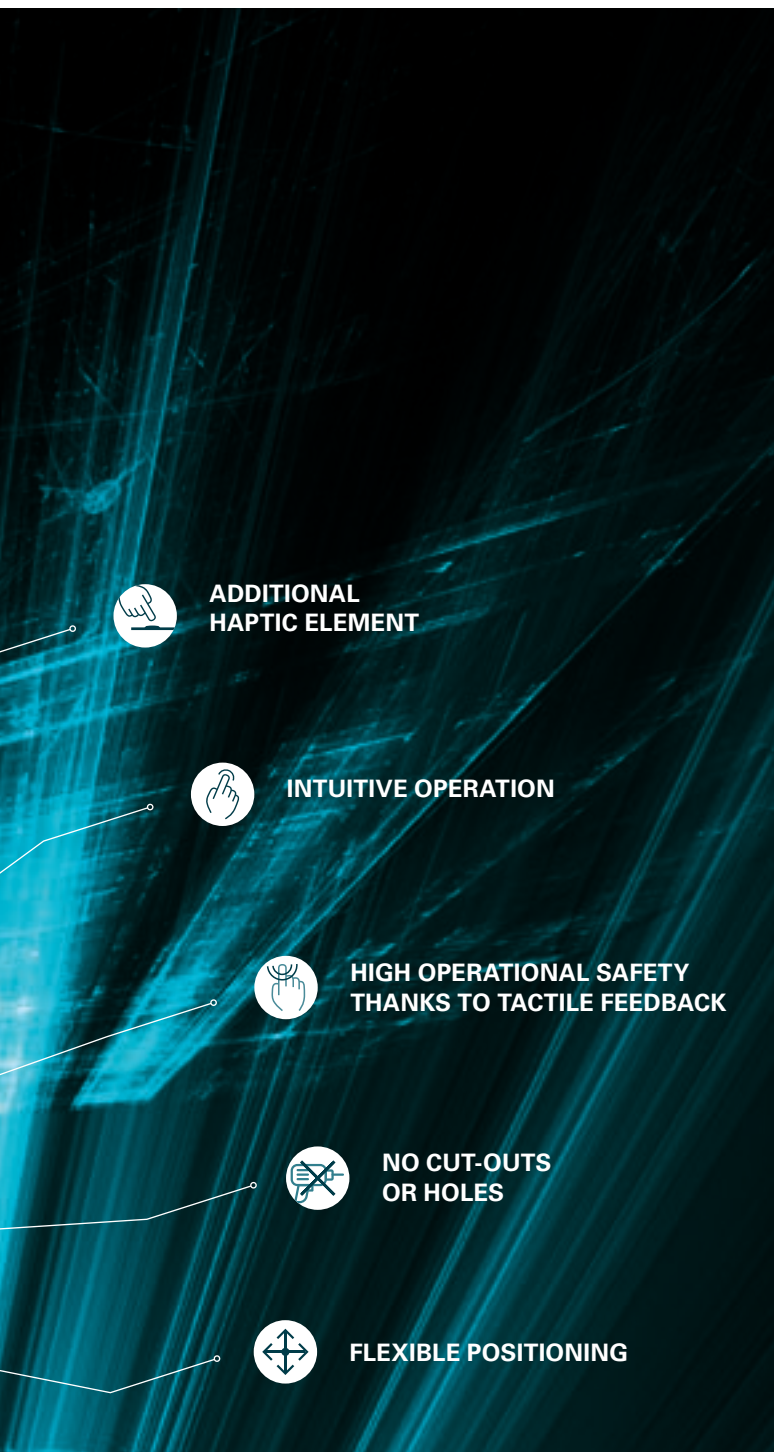 ADDITIONAL
HAPTIC ELEMENT
INTUITIVE OPERATION
HIGH OPERATIONAL SAFETY
THANKS TO TACTILE FEEDBACK
NO CUT-OUTS
OR HOLES
FLEXIBLE POSITIONING